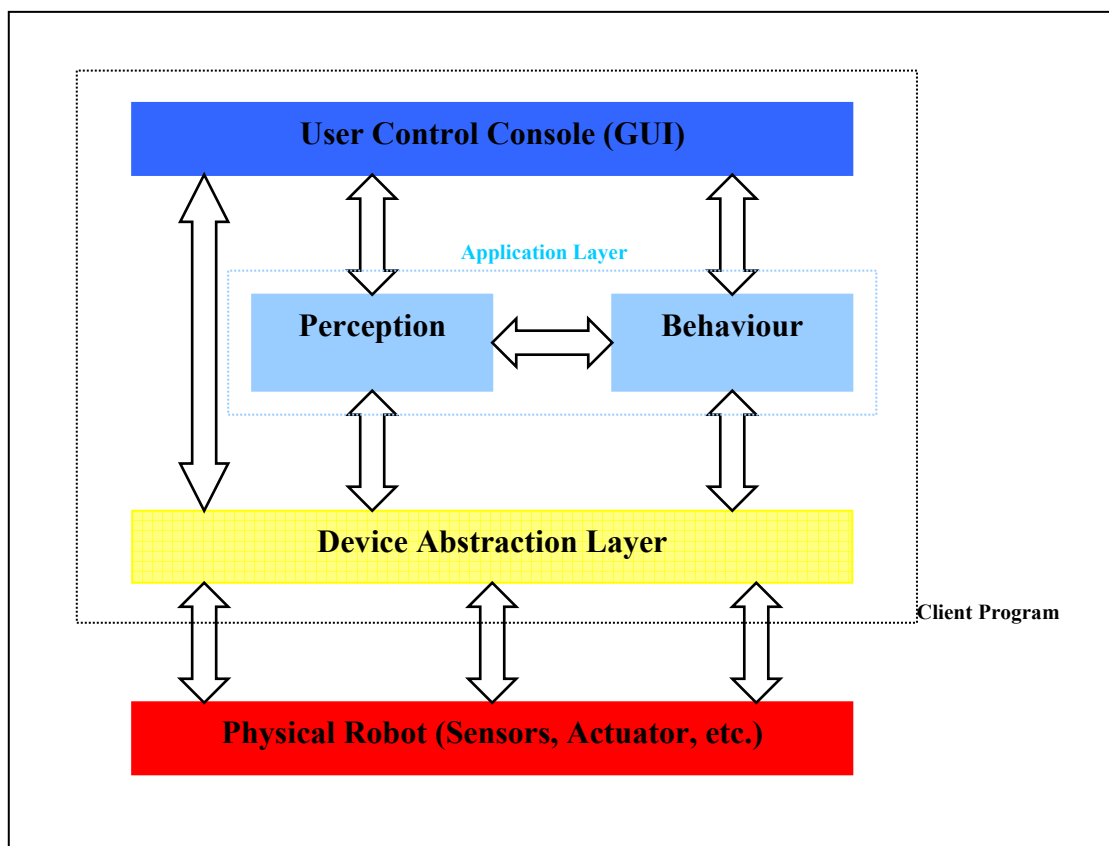 User Control Console (GUI)
Application Layer
Perception
Behaviour
Device Abstraction Layer
Client Program
Physical Robot (Sensors, Actuator, etc.)